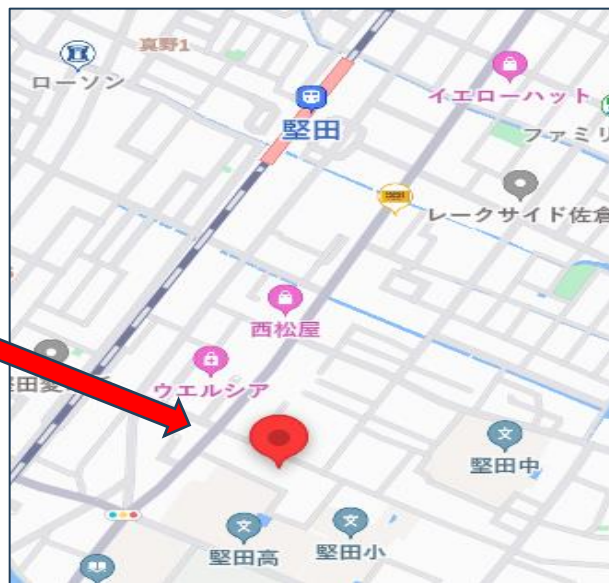 真野1
ローソン
イエローハット
堅田
ファミリ
レークサイド佐倉
西松屋
ウエルシア
堅田中
堅田高
堅田小